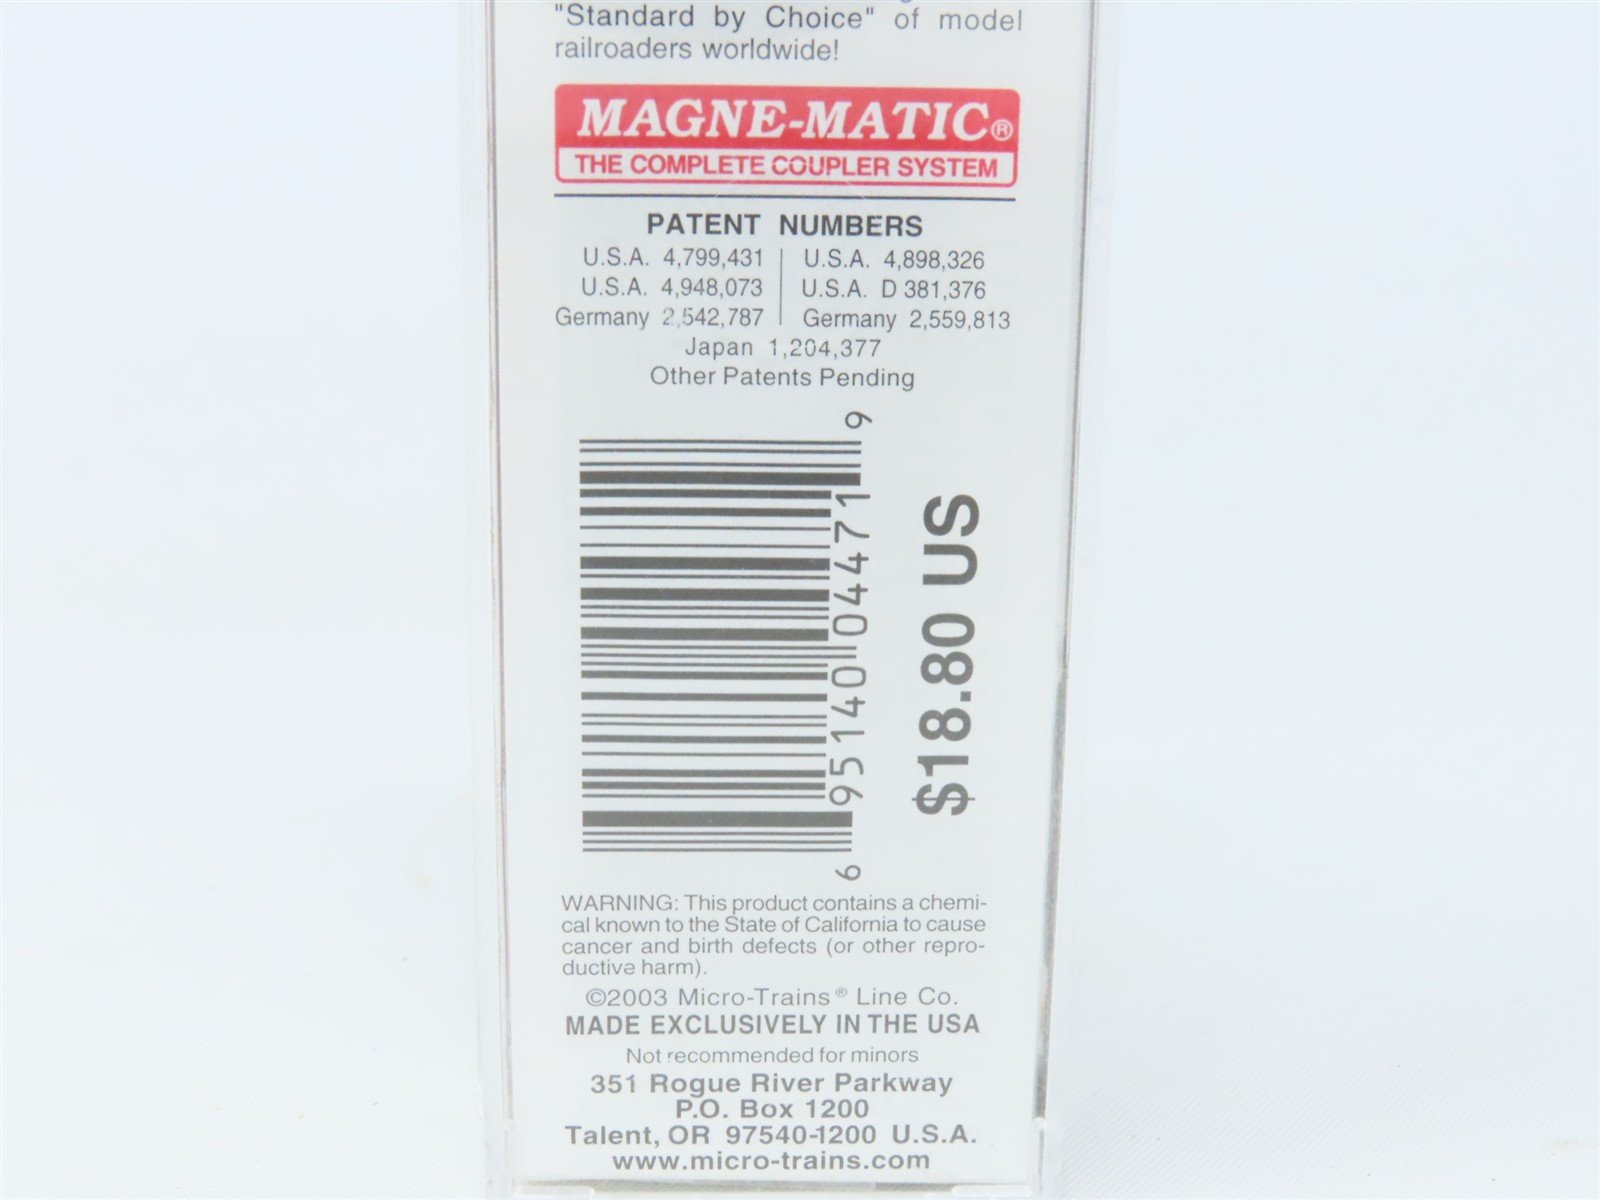 "Standard by Choice" of model
railroaders worldwide!
MAGNE-MATIC®
THE COMPLETE COUPLER SYSTEM
PATENT NUMBERS
U.S.A. 4,799,431 | U.S.A. 4,898,326
U.S.A. 4,948,073 | U.S.A. D 381,376
Germany 2,542,787 | Germany 2,559,813
Japan 1,204,377
Other Patents Pending
6 95140 04471 9
$18.80 US
WARNING: This product contains a chemi-
cal known to the State of California to cause
cancer and birth defects (or other repro-
ductive harm).
©2003 Micro-Trains® Line Co.
MADE EXCLUSIVELY IN THE USA
Not recommended for minors
351 Rogue River Parkway
P.O. Box 1200
Talent, OR 97540-1200 U.S.A.
www.micro-trains.com